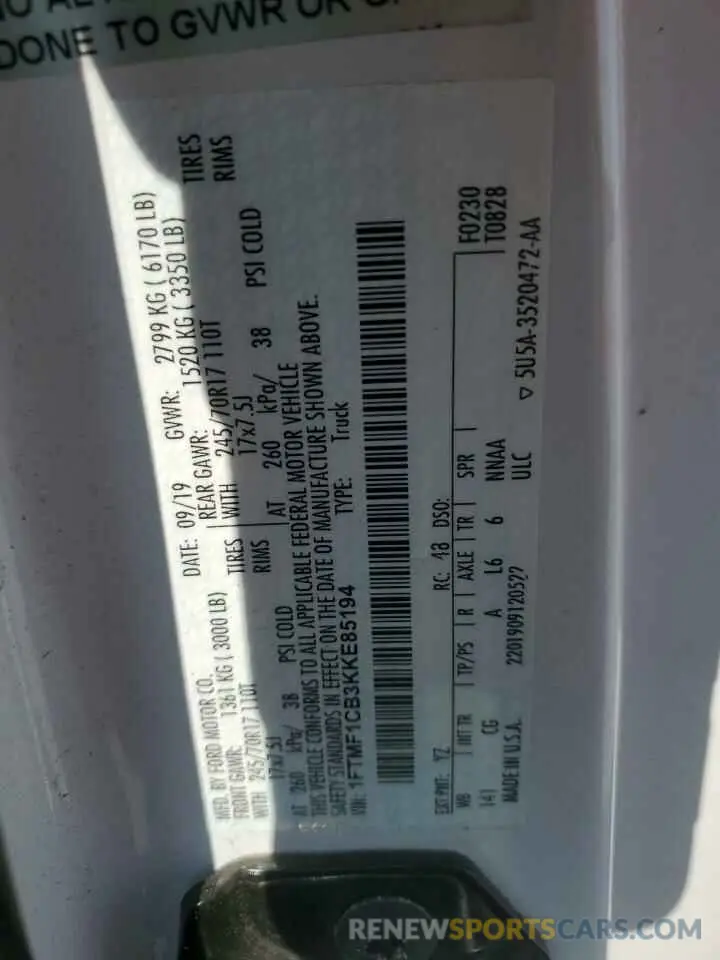 DONE TO GVWR OR
MFD. BY FORD MOTOR CO.
DATE: 09/19 GVWR: 2799 KG ( 6170 LB)
FRONT GAWR: 1361 KG ( 3000 LB)
REAR GAWR: 1520 KG ( 3350 LB)
WITH 245/70R17 110T TIRES
WITH 245/70R17 110T TIRES
17x7.5J RIMS
17x7.5J RIMS
AT 260 kPa/ 38 PSI COLD
AT 260 kPa/ 38 PSI COLD
THIS VEHICLE CONFORMS TO ALL APPLICABLE FEDERAL MOTOR VEHICLE
SAFETY STANDARDS IN EFFECT ON THE DATE OF MANUFACTURE SHOWN ABOVE.
VIN: 1FTMF1CB3KKE85194 TYPE: Truck
EXT PNT: YZ RC: 48 DSO: F0230
WB INT TR TP/PS R AXLE TR SPR T0828
141 CG A L6 6 NNAA
MADE IN U.S.A. 2201909120527 ULC
▽ 5U5A-3520472-AA
RENEWSPORTSCARS.COM